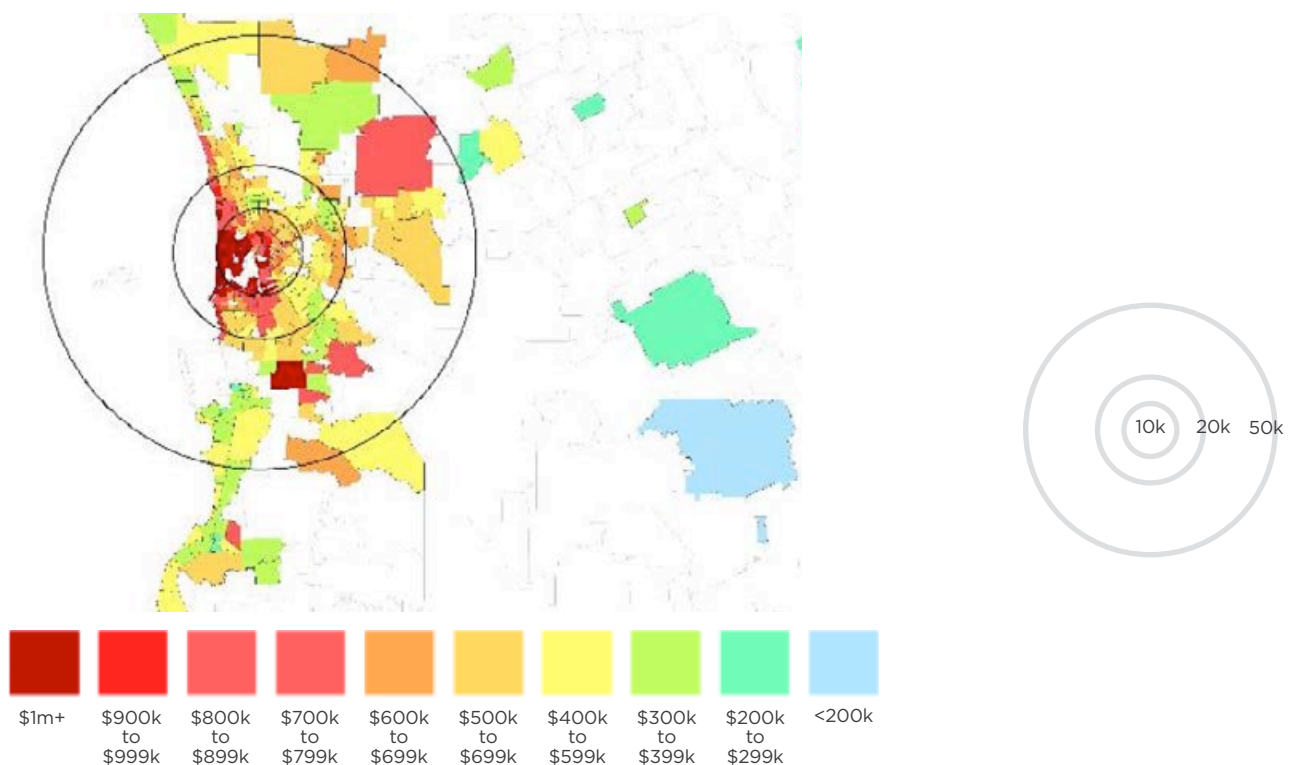 10k 20k 50k
$1m+ $900k $800k $700k $600k $500k $400k $300k $200k <200k
to to to to to to to to
$999k $899k $799k $699k $699k $599k $399k $299k